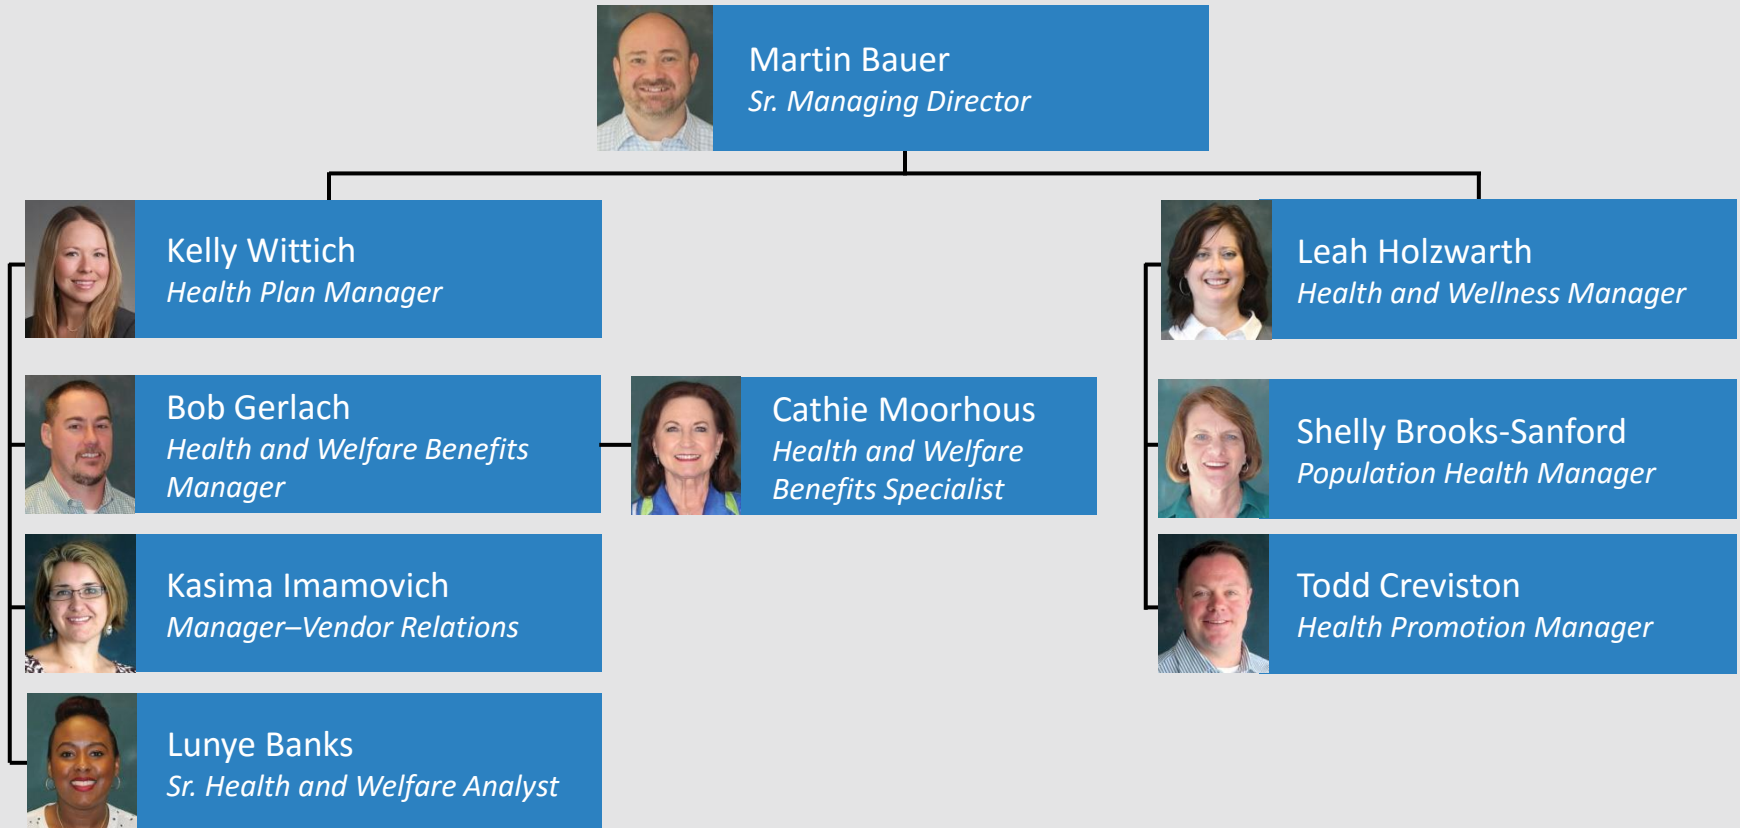 Martin Bauer
Sr. Managing Director
Kelly Wittich
Health Plan Manager
Leah Holzwarth
Health and Wellness Manager
Bob Gerlach
Health and Welfare Benefits
Manager
Cathie Moorhous
Health and Welfare
Benefits Specialist
Shelly Brooks-Sanford
Population Health Manager
Kasima Imamovich
Manager–Vendor Relations
Todd Creviston
Health Promotion Manager
Lunye Banks
Sr. Health and Welfare Analyst